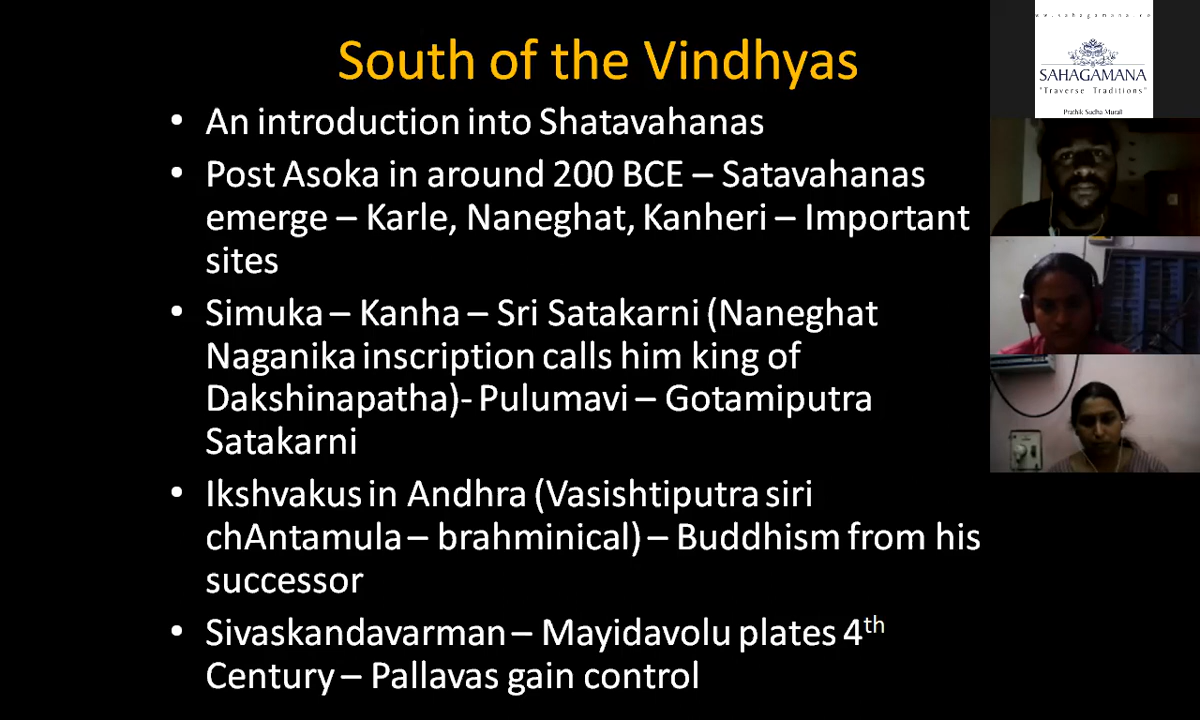 South of the Vindhyas
• An introduction into Shatavahanas
• Post Asoka in around 200 BCE – Satavahanas
emerge – Karle, Naneghat, Kanheri – Important
sites
• Simuka – Kanha – Sri Satakarni (Naneghat
Naganika inscription calls him king of
Dakshinapatha)- Pulumavi – Gotamiputra
Satakarni
• Ikshvakus in Andhra (Vasishtiputra siri
chAntamula – brahminical) – Buddhism from his
successor
• Sivaskandavarman – Mayidavolu plates 4th
Century – Pallavas gain control
SAHAGAMANA
"Traverse Traditions"
Prathik Sudha Murali